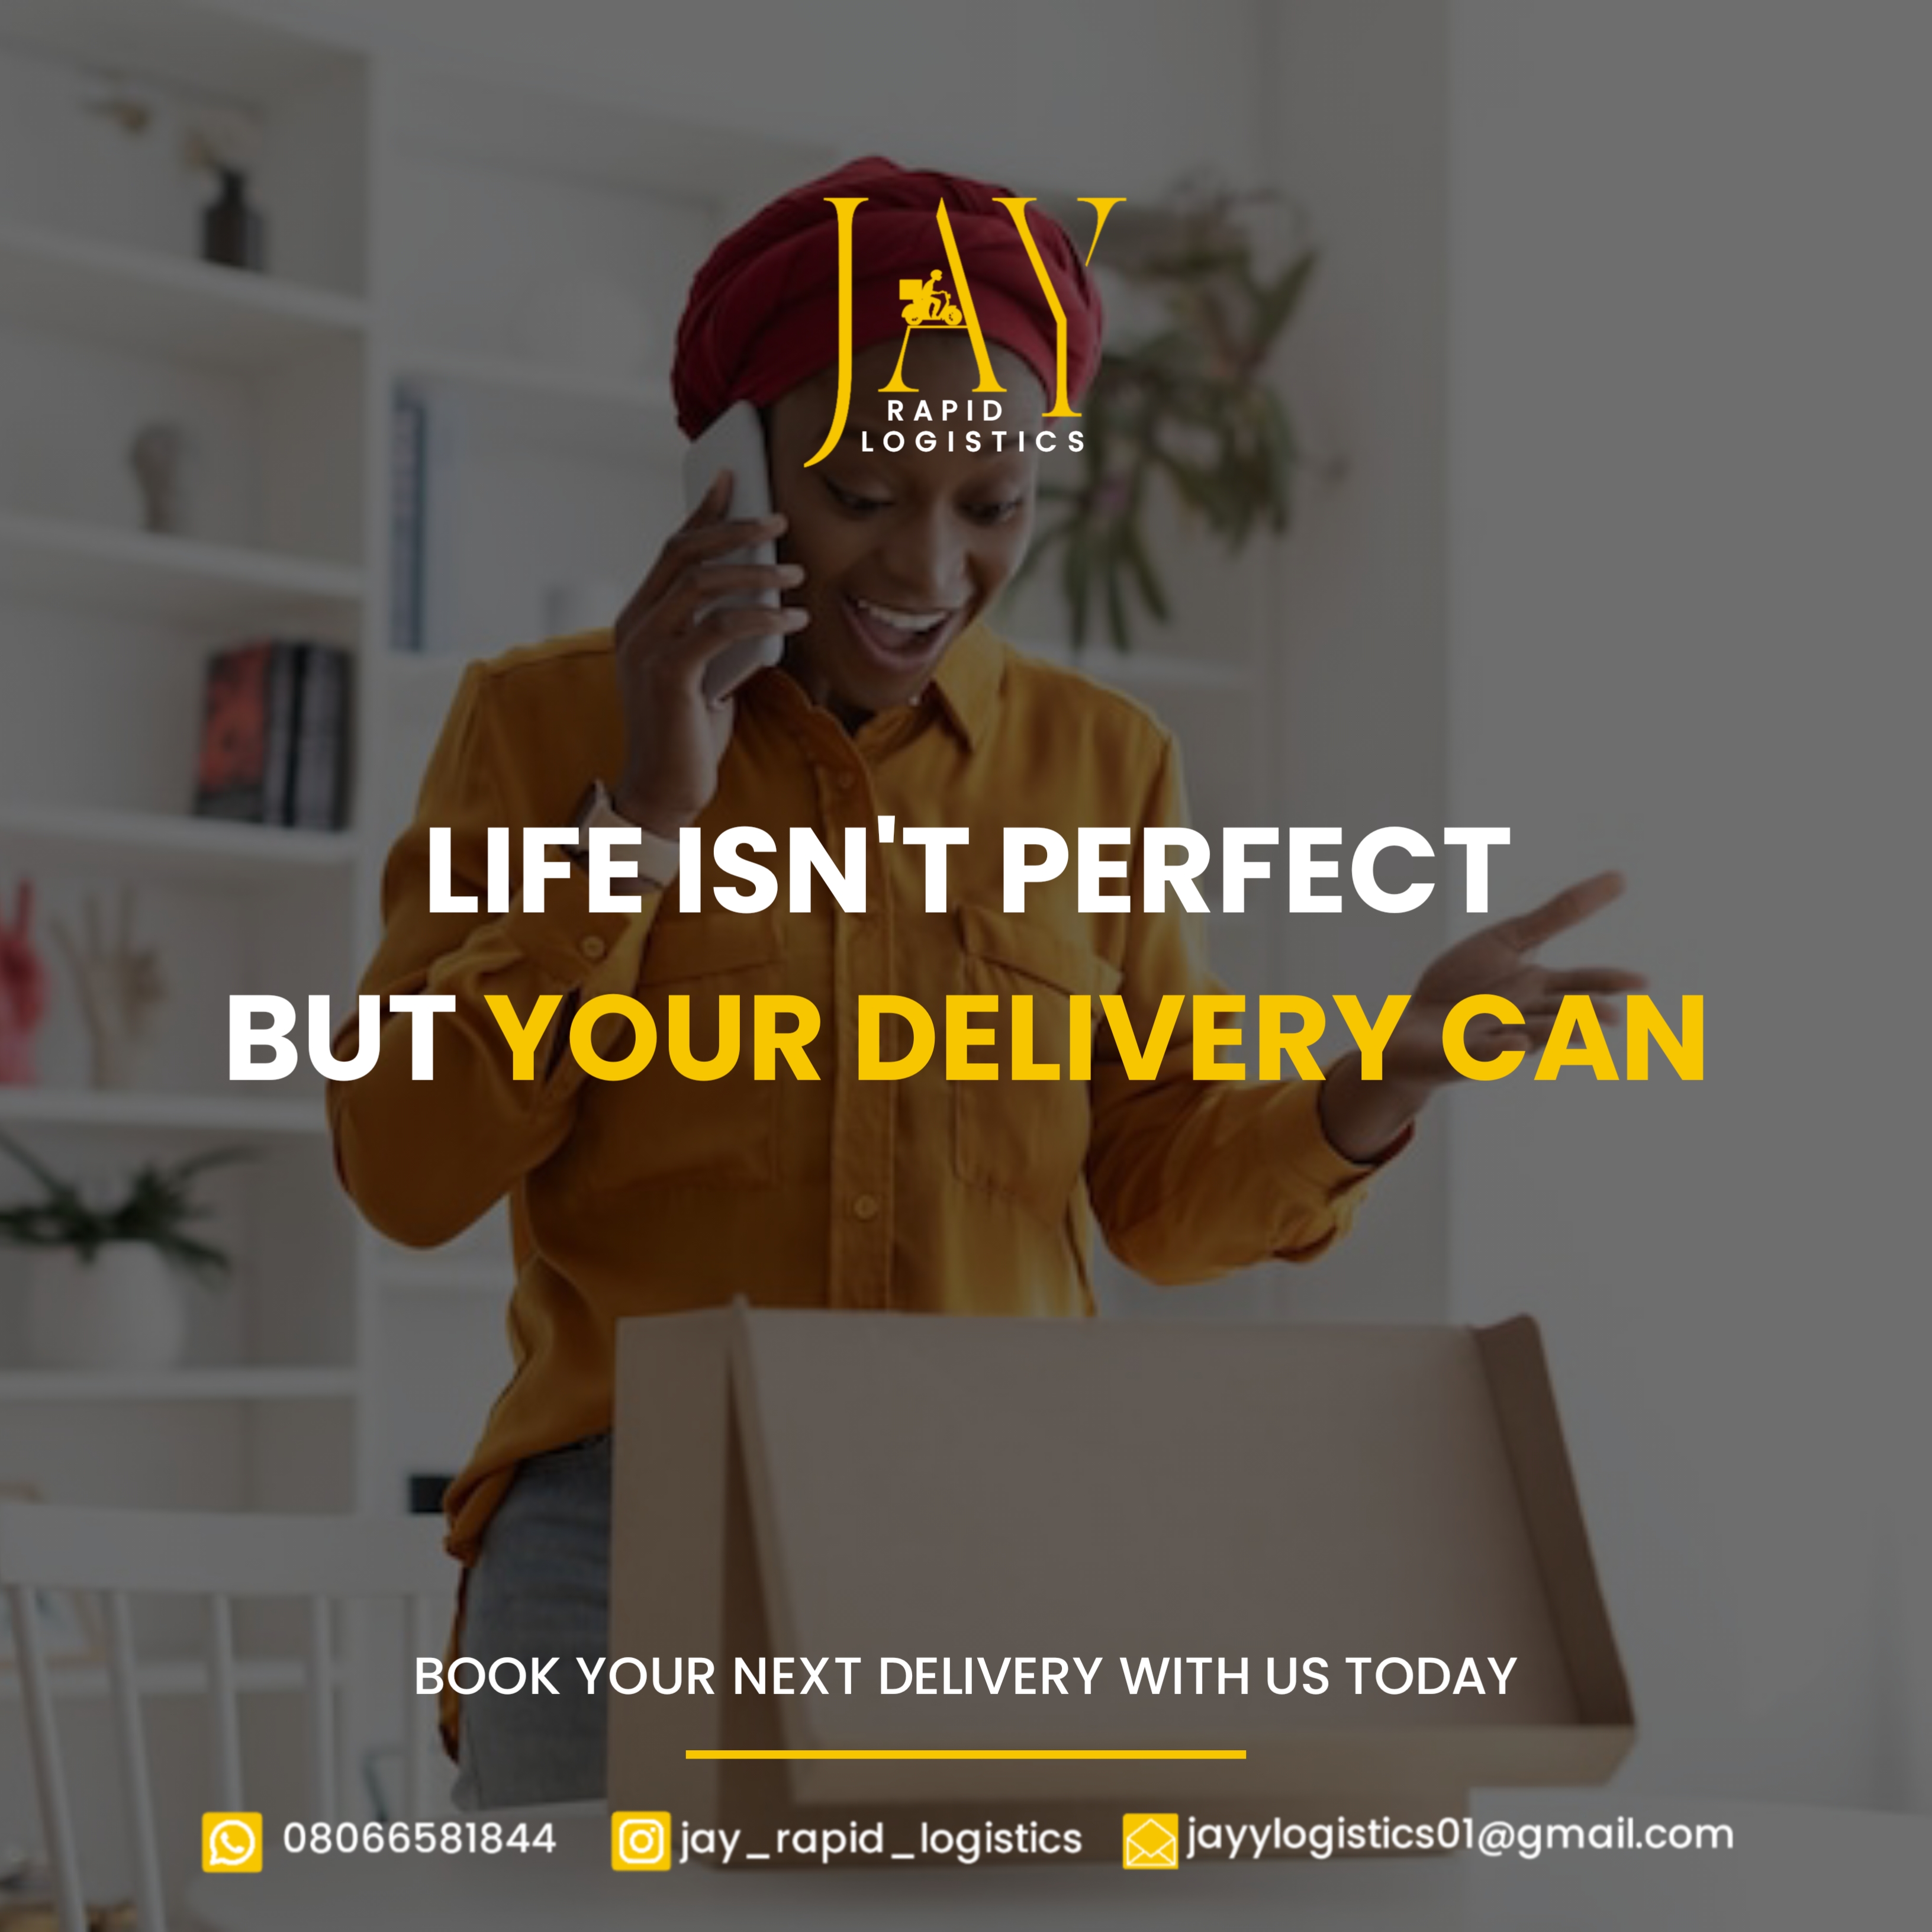 JAY
RAPID
LOGISTICS
LIFE ISN'T PERFECT
BUT YOUR DELIVERY CAN
BOOK YOUR NEXT DELIVERY WITH US TODAY
08066581844 jay_rapid_logistics jayylogistics01@gmail.com